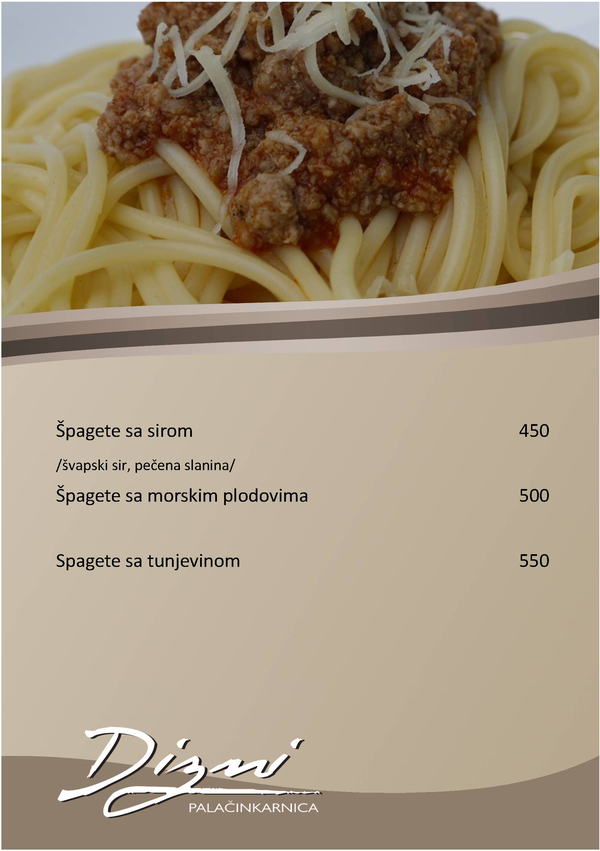 Špagete sa sirom 450
/švapski sir, pečena slanina/
Špagete sa morskim plodovima 500
Spagete sa tunjevinom 550
Dizni
PALAČINKARNICA